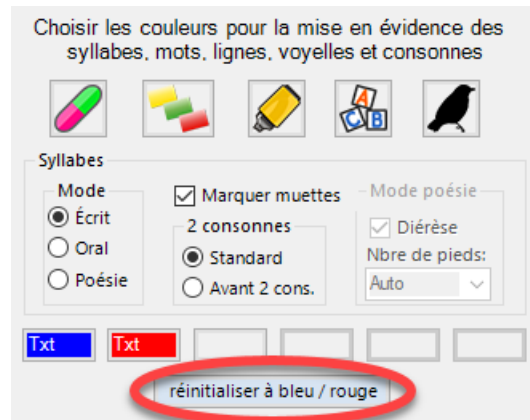 Choisir les couleurs pour la mise en évidence des
syllabes, mots, lignes, voyelles et consonnes
A
C B
Syllabes
Mode
Écrit
Oral
Poésie
Marquer muettes
2 consonnes
Standard
Avant 2 cons.
Mode poésie
Diérèse
Nbre de pieds:
Auto
Txt Txt
réinitialiser à bleu / rouge